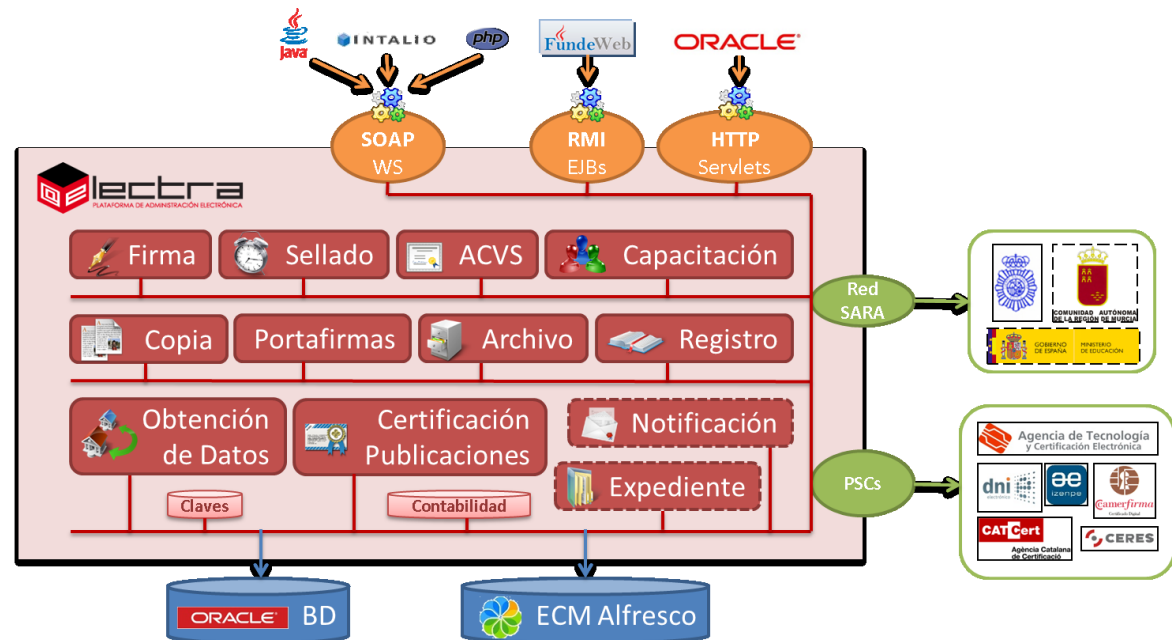 Java
INTALIO
php
FundeWeb
ORACLE
SOAP
WS
RMI
EJBs
HTTP
Servlets
@e lectra
PLATAFORMA DE ADMINISTRACIÓN ELECTRÓNICA
Firma
Sellado
ACVS
Capacitación
Red
SARA
COMUNIDAD AUTÓNOMA
DE LA REGIÓN DE MURCIA
GOBIERNO
DE ESPAÑA
MINISTERIO
DE EDUCACIÓN
Copia
Portafirmas
Archivo
Registro
Obtención
de Datos
Certificación
Publicaciones
Notificación
Expediente
Claves
Contabilidad
PSCs
Agencia de Tecnología
y Certificación Electrónica
dni
electrónico
izenpe
Camerfirma
Certificado Digital
CATCert
Agència Catalana
de Certificació
CERES
ORACLE
BD
ECM Alfresco